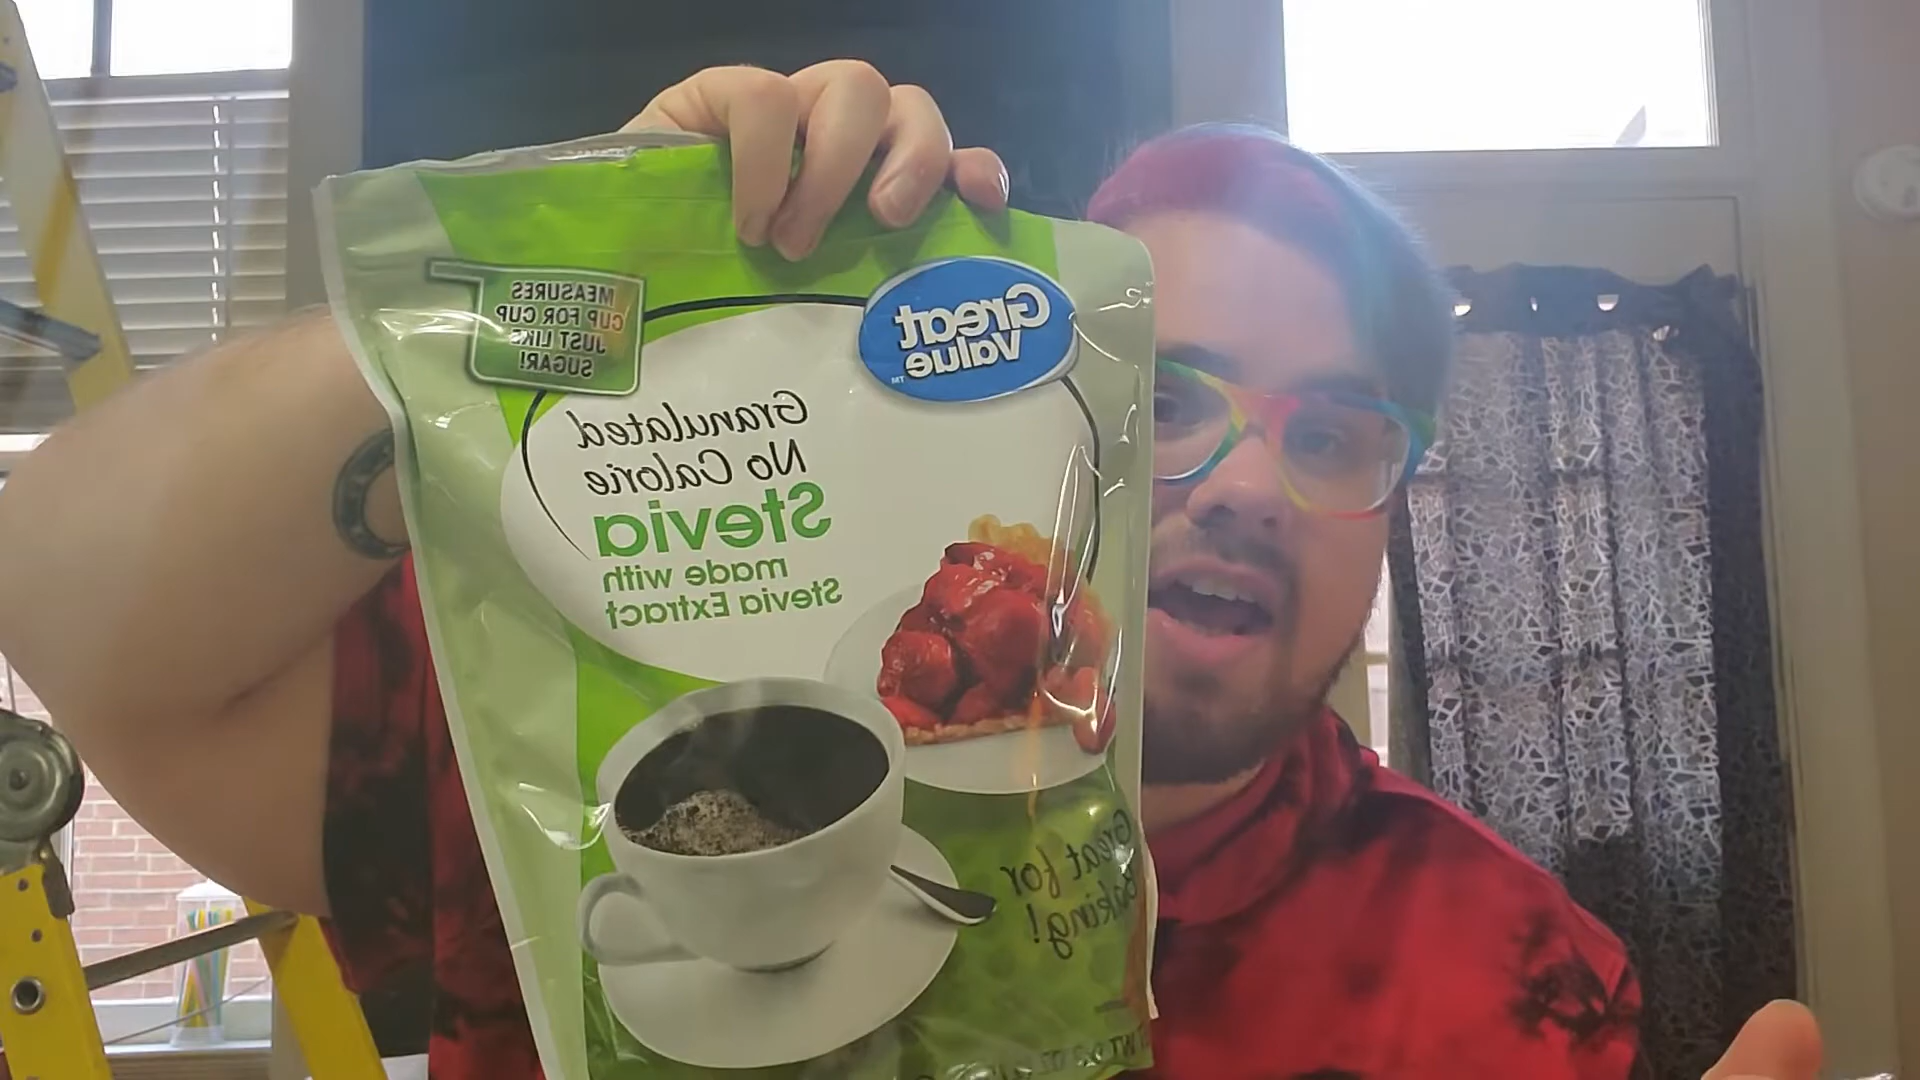 MEASURES
CUP FOR CUP
JUST LIKE
SUGAR!
Great
Value
TM
Granulated
No Calorie
Stevia
made with
Stevia Extract
Great for
Baking!